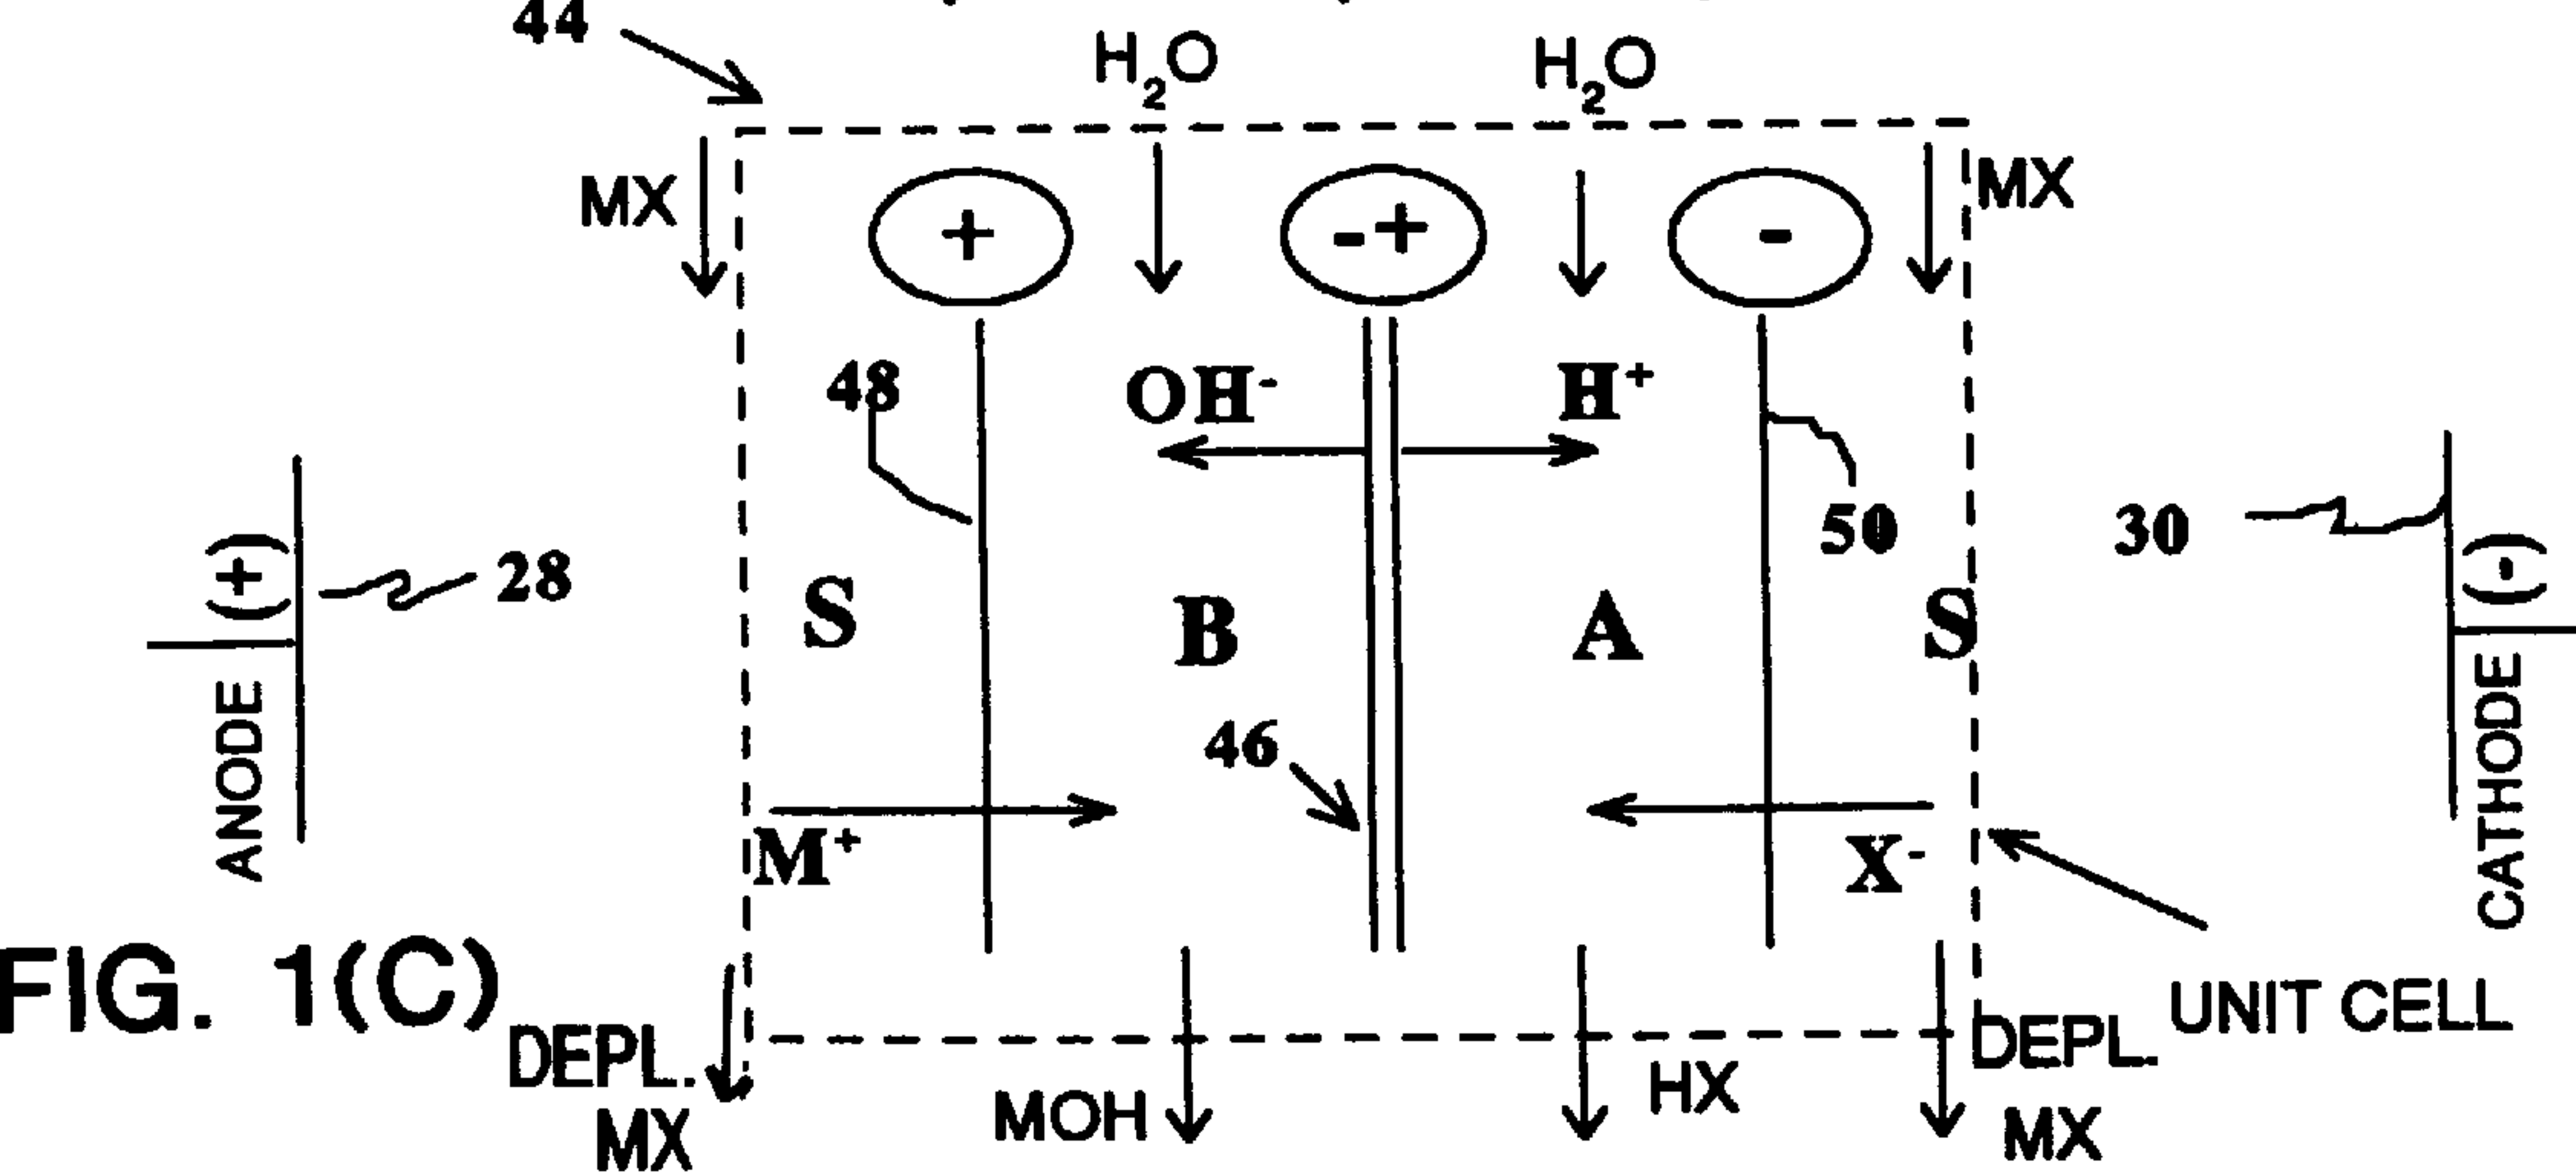 44
H₂O
H₂O
MX
MX
+
-+
-
48
OH⁻
H⁺
50
30
28
(+)
ANODE
(-)
CATHODE
S
B
A
S
46
M⁺
X⁻
UNIT CELL
FIG. 1(C)
DEPL.
MX
MOH
HX
DEPL.
MX